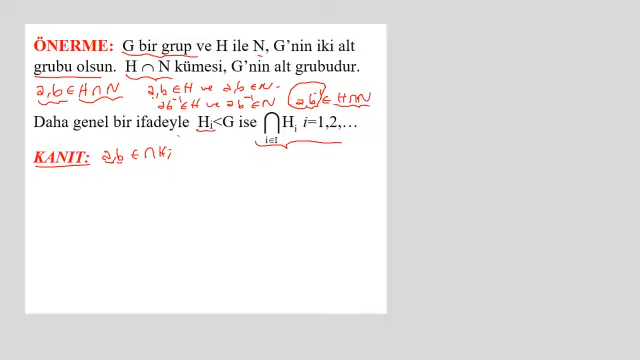 ÖNERME: G bir grup ve H ile N, G’nin iki alt
grubu olsun. H ∩ N kümesi, G’nin alt grubudur.
a,b ∈ H∩N a,b ∈ H ve a,b ∈ N.
ab⁻¹ ∈ H ve ab⁻¹ ∈ N a,b⁻¹ ∈ H∩N
Daha genel bir ifadeyle Hᵢ<G ise ⋂ Hᵢ i=1,2,…
i∈I
KANIT: a,b ∈ ∩ Hᵢ